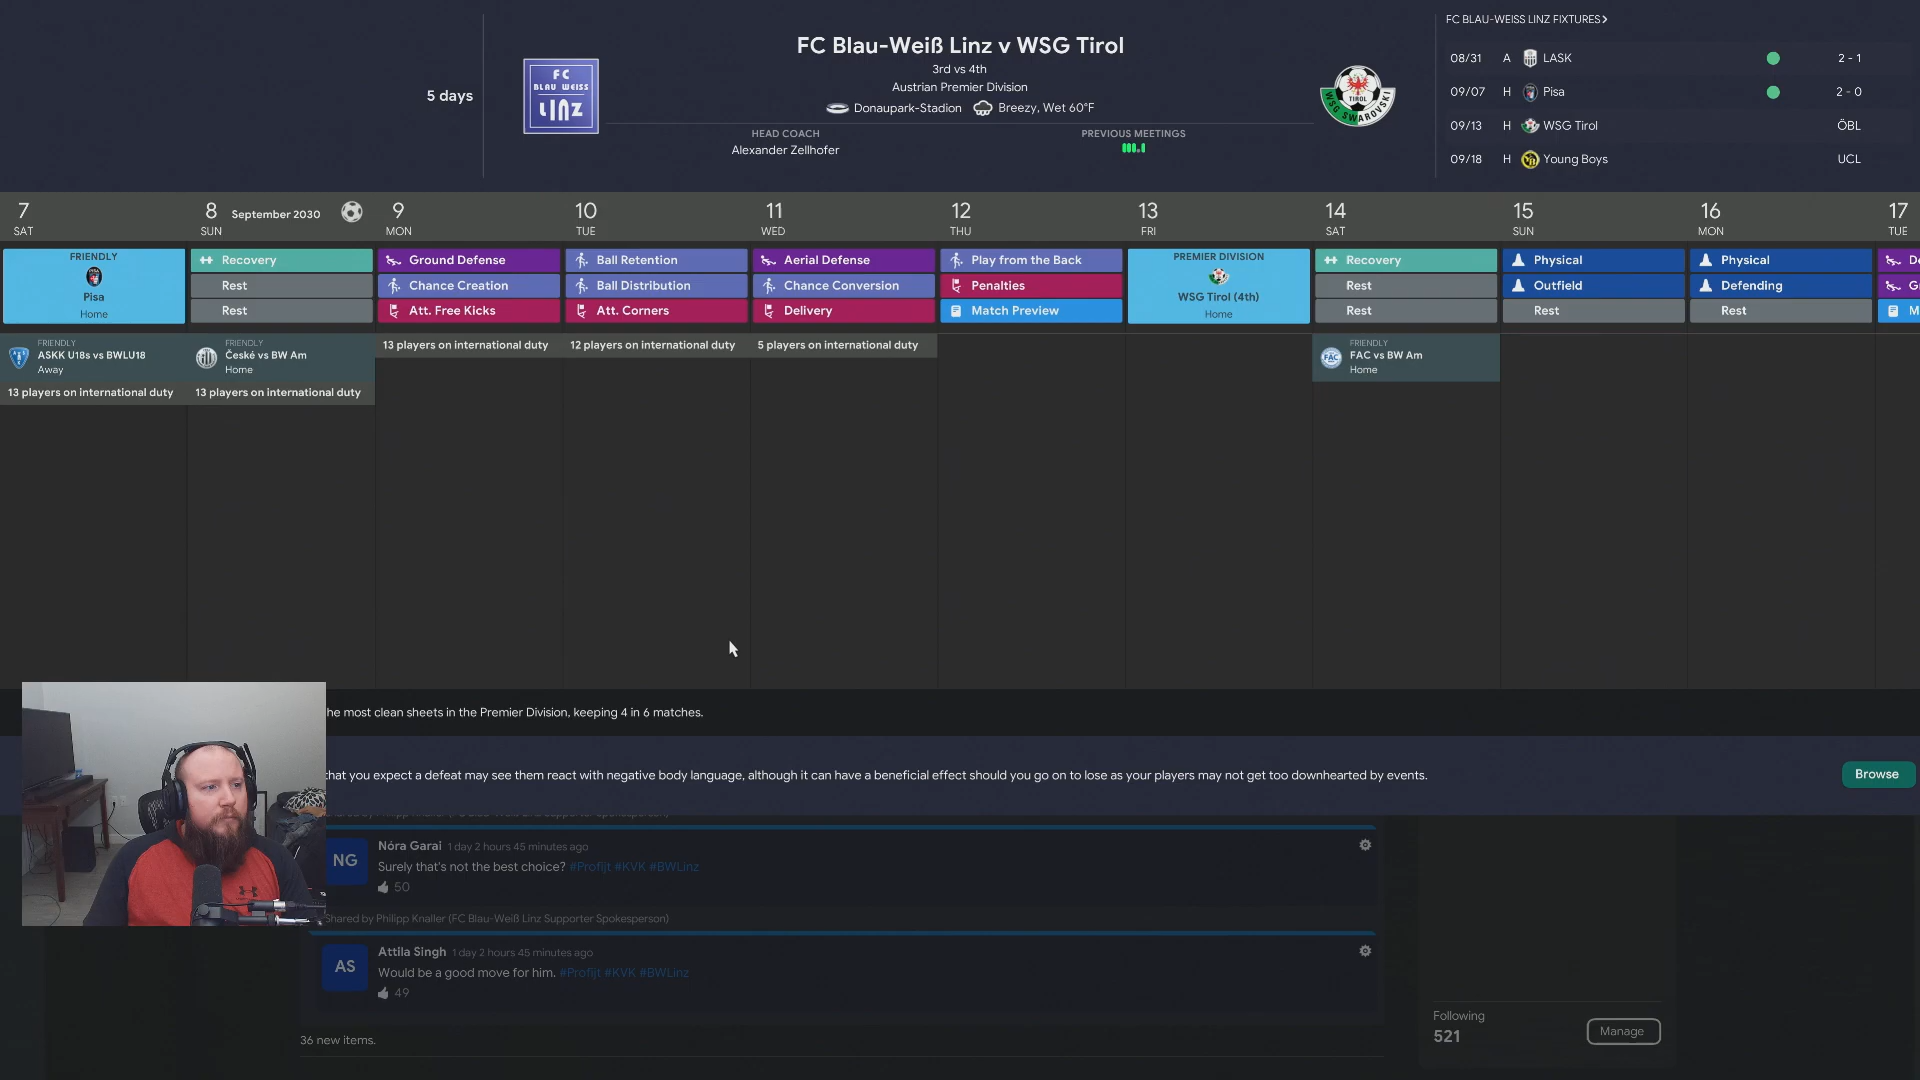 5 days
FC Blau-Weiß Linz v WSG Tirol
3rd vs 4th
Austrian Premier Division
Donaupark-Stadion Breezy, Wet 60°F
HEAD COACH
Alexander Zellhofer
PREVIOUS MEETINGS
FC
BLAU WEISS
LINZ
TIROL
WSG SWAROVSKI
FC BLAU-WEISS LINZ FIXTURES
08/31 A LASK 2 - 1
09/07 H Pisa 2 - 0
09/13 H WSG Tirol ÖBL
09/18 H Young Boys UCL
7 8 September 2030 9 10 11 12 13 14 15 16 17
SAT SUN MON TUE WED THU FRI SAT SUN MON TUE
FRIENDLY
Pisa
Home
Recovery
Rest
Rest
Ground Defense
Chance Creation
Att. Free Kicks
Ball Retention
Ball Distribution
Att. Corners
Aerial Defense
Chance Conversion
Delivery
Play from the Back
Penalties
Match Preview
PREMIER DIVISION
WSG Tirol (4th)
Home
Recovery
Rest
Rest
Physical
Outfield
Rest
Physical
Defending
Rest
FRIENDLY
ASKK U18s vs BWLU18
Away
13 players on international duty
FRIENDLY
České vs BW Am
Home
13 players on international duty
13 players on international duty
12 players on international duty
5 players on international duty
FAC
FRIENDLY
FAC vs BW Am
Home
he most clean sheets in the Premier Division, keeping 4 in 6 matches.
that you expect a defeat may see them react with negative body language, although it can have a beneficial effect should you go on to lose as your players may not get too downhearted by events.
Browse
NG
Nóra Garai 1 day 2 hours 45 minutes ago
Surely that's not the best choice? #Profijt #KVK #BWLinz
50
Shared by Philipp Knaller (FC Blau-Weiß Linz Supporter Spokesperson)
AS
Attila Singh 1 day 2 hours 45 minutes ago
Would be a good move for him. #Profijt #KVK #BWLinz
49
36 new items.
Following
521
Manage